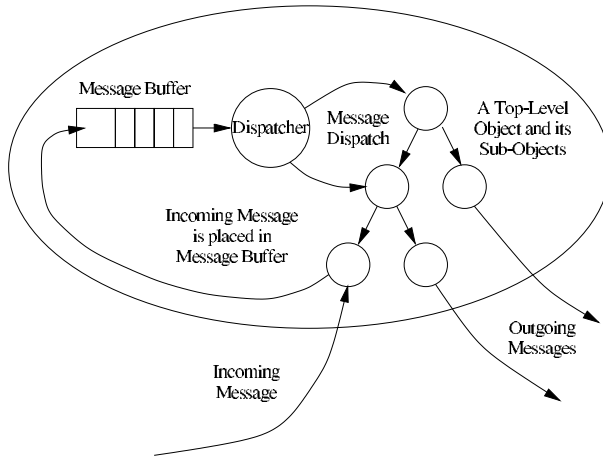 Message Buffer
Dispatcher
Message
Dispatch
A Top-Level
Object and its
Sub-Objects
Incoming Message
is placed in
Message Buffer
Outgoing
Messages
Incoming
Message